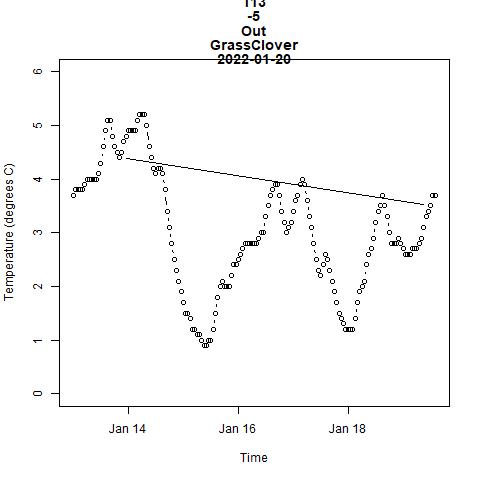 T13
-5
Out
GrassClover
2022-01-20
Temperature (degrees C)
6
5
4
3
2
1
0
Jan 14
Jan 16
Jan 18
Time